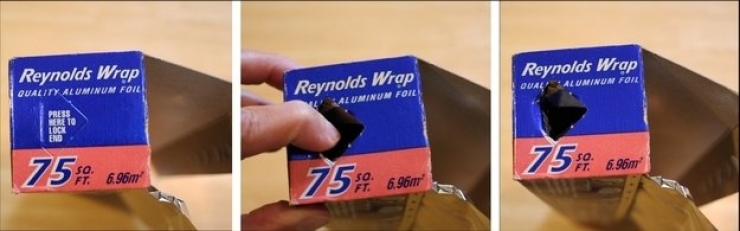 Reynolds Wrap
QUALITY ALUMINUM FOIL
PRESS
HERE TO
LOCK
END
75 SQ.
FT. 6.96m²
Reynolds Wrap
ALUMINUM FOIL
75 SQ.
FT. 6.96m²
Reynolds Wrap
QUALI ALUMINUM FOIL
75 SQ.
FT. 6.96m²